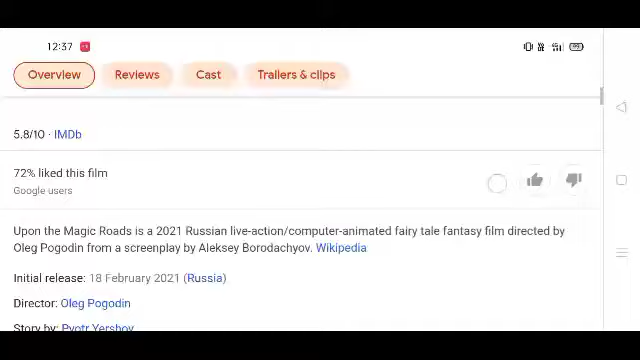 12:37
Overview
Reviews
Cast
Trailers & clips
5.8/10 · IMDb
72% liked this film
Google users
Upon the Magic Roads is a 2021 Russian live-action/computer-animated fairy tale fantasy film directed by
Oleg Pogodin from a screenplay by Aleksey Borodachyov. Wikipedia
Initial release: 18 February 2021 (Russia)
Director: Oleg Pogodin
Story by: Pyotr Yershov